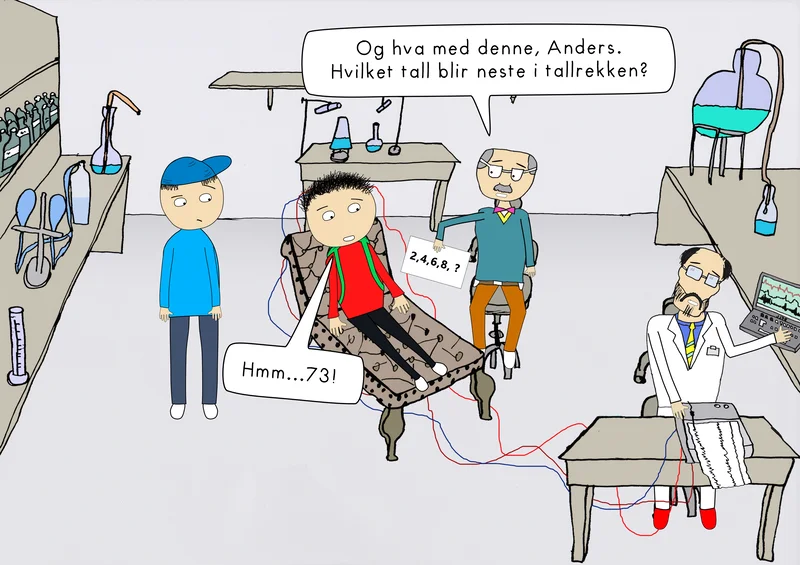 Og hva med denne, Anders.
Hvilket tall blir neste i tallrekken?
2,4,6,8, ?
Hmm...73!